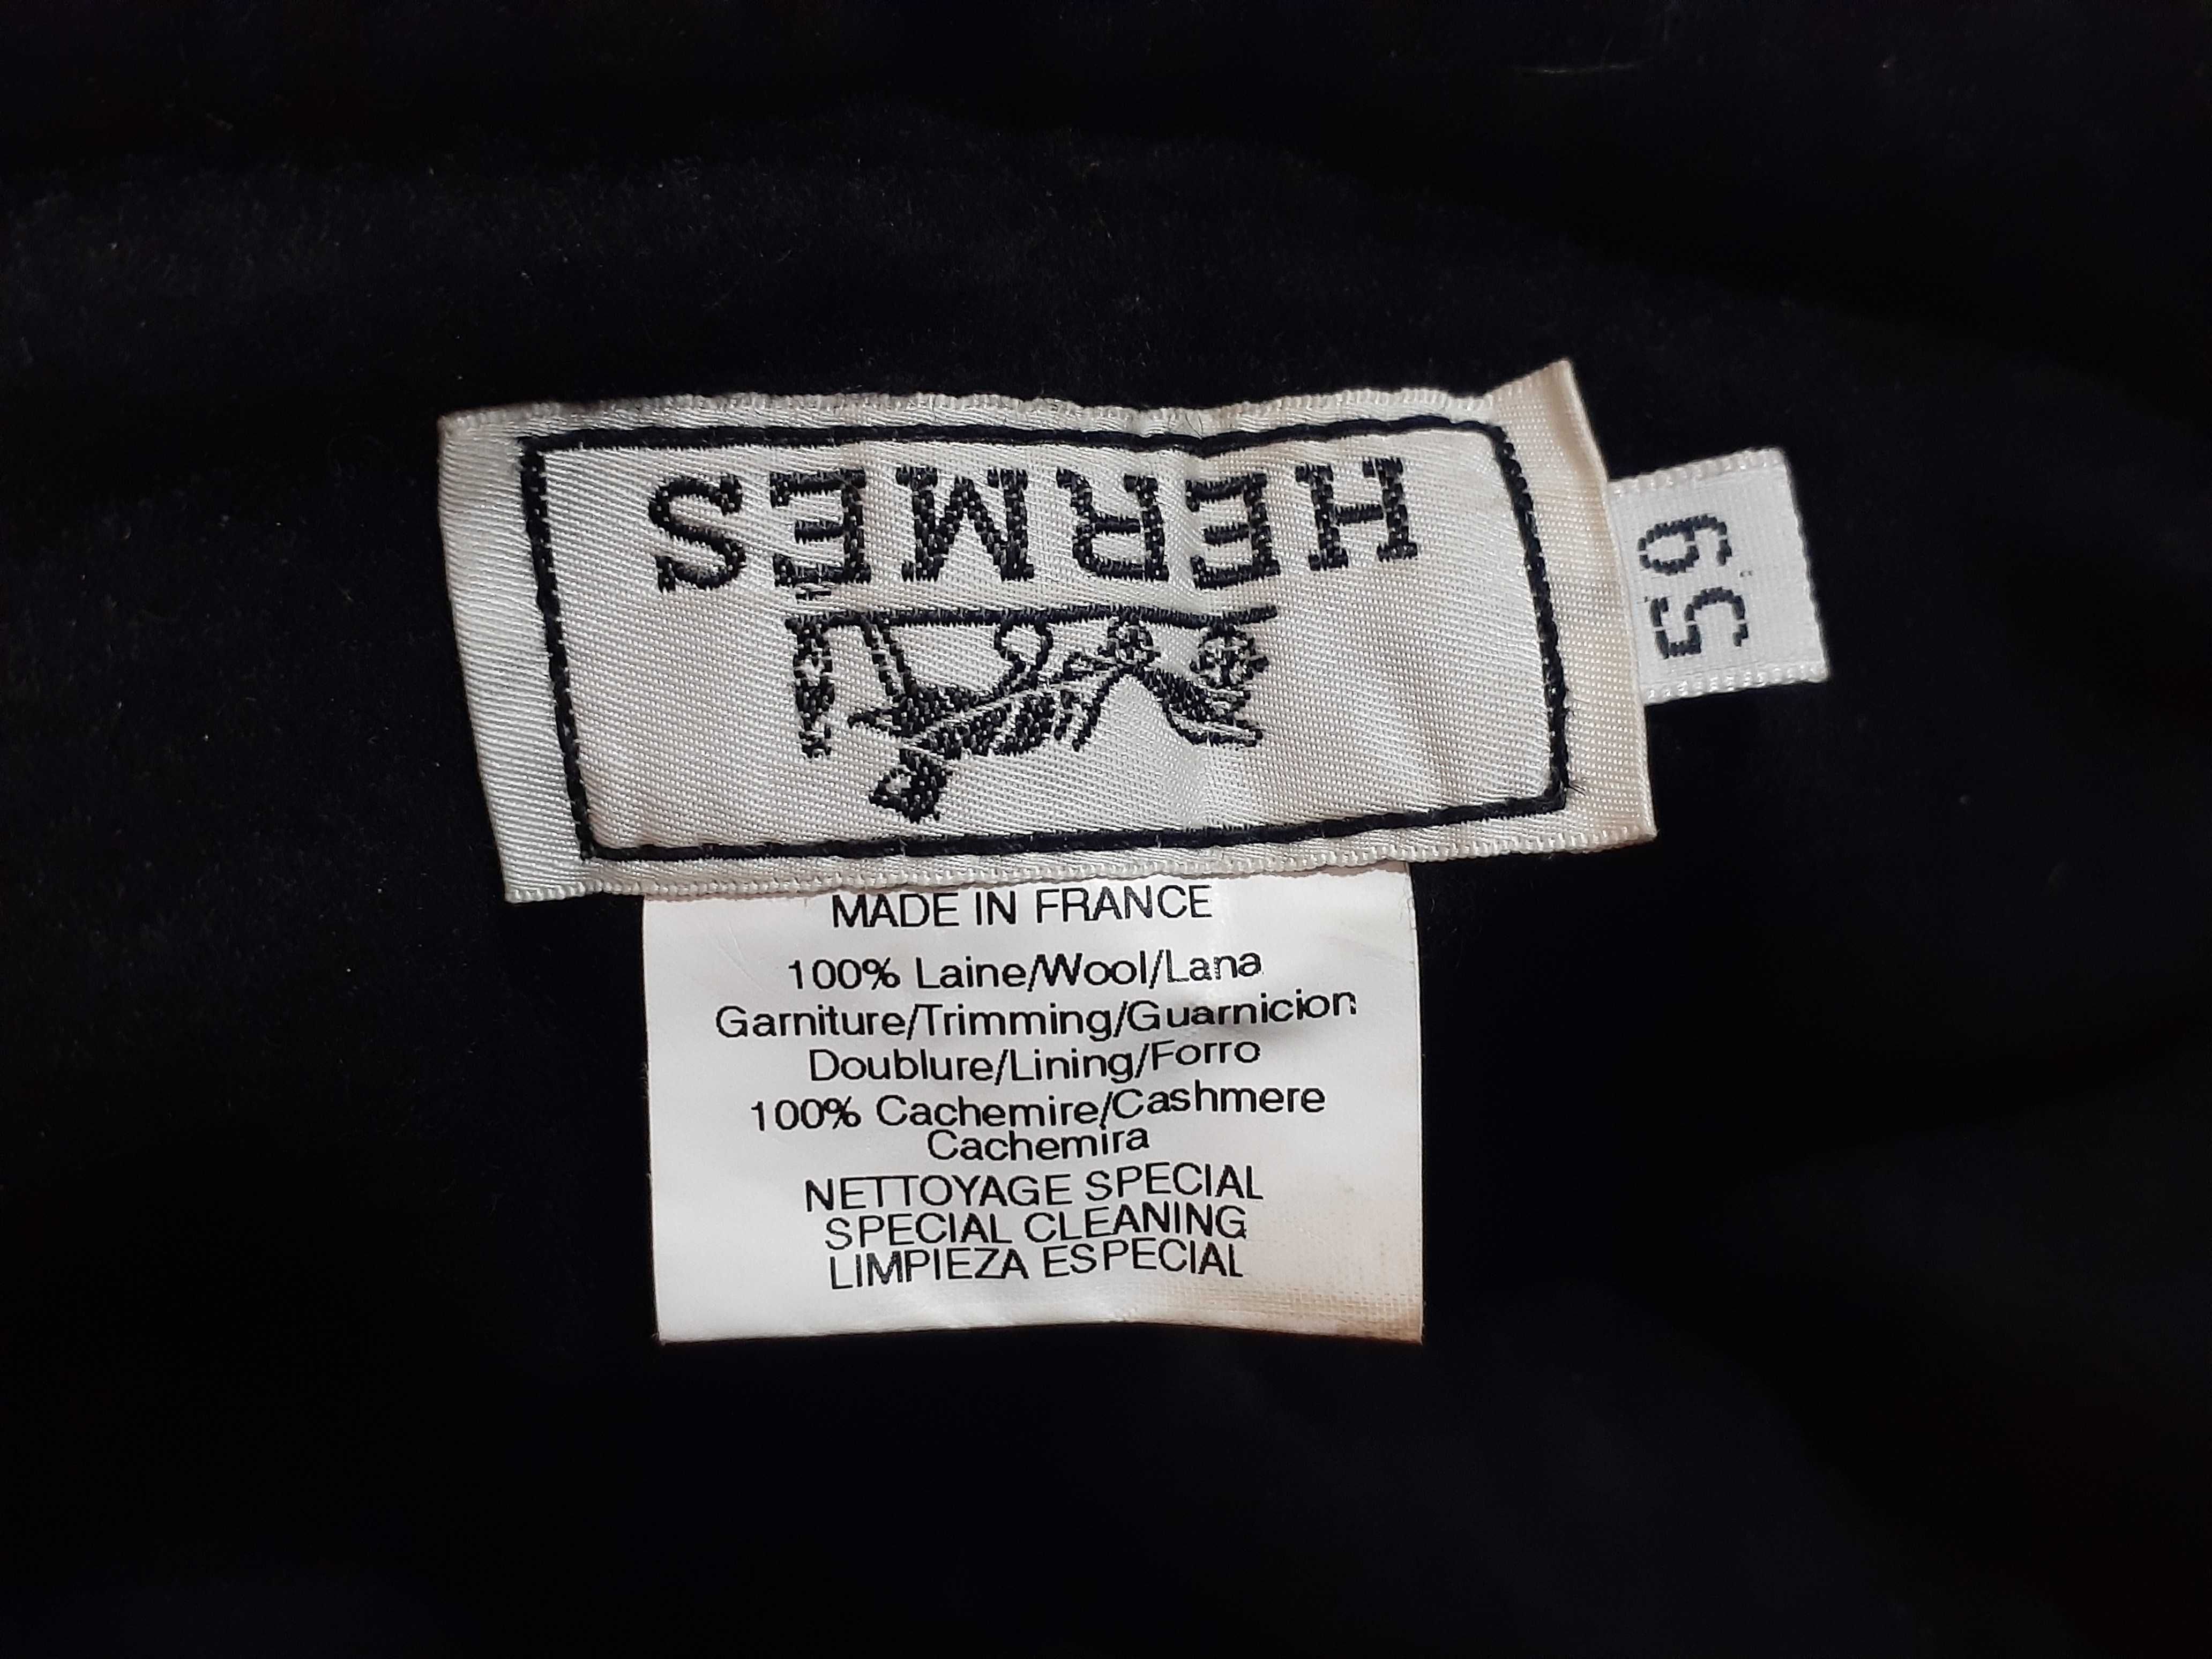 HERMES
59
MADE IN FRANCE
100% Laine/Wool/Lana
Garniture/Trimming/Guarnicion
Doublure/Lining/Forro
100% Cachemire/Cashmere
Cachemira
NETTOYAGE SPECIAL
SPECIAL CLEANING
LIMPIEZA ESPECIAL